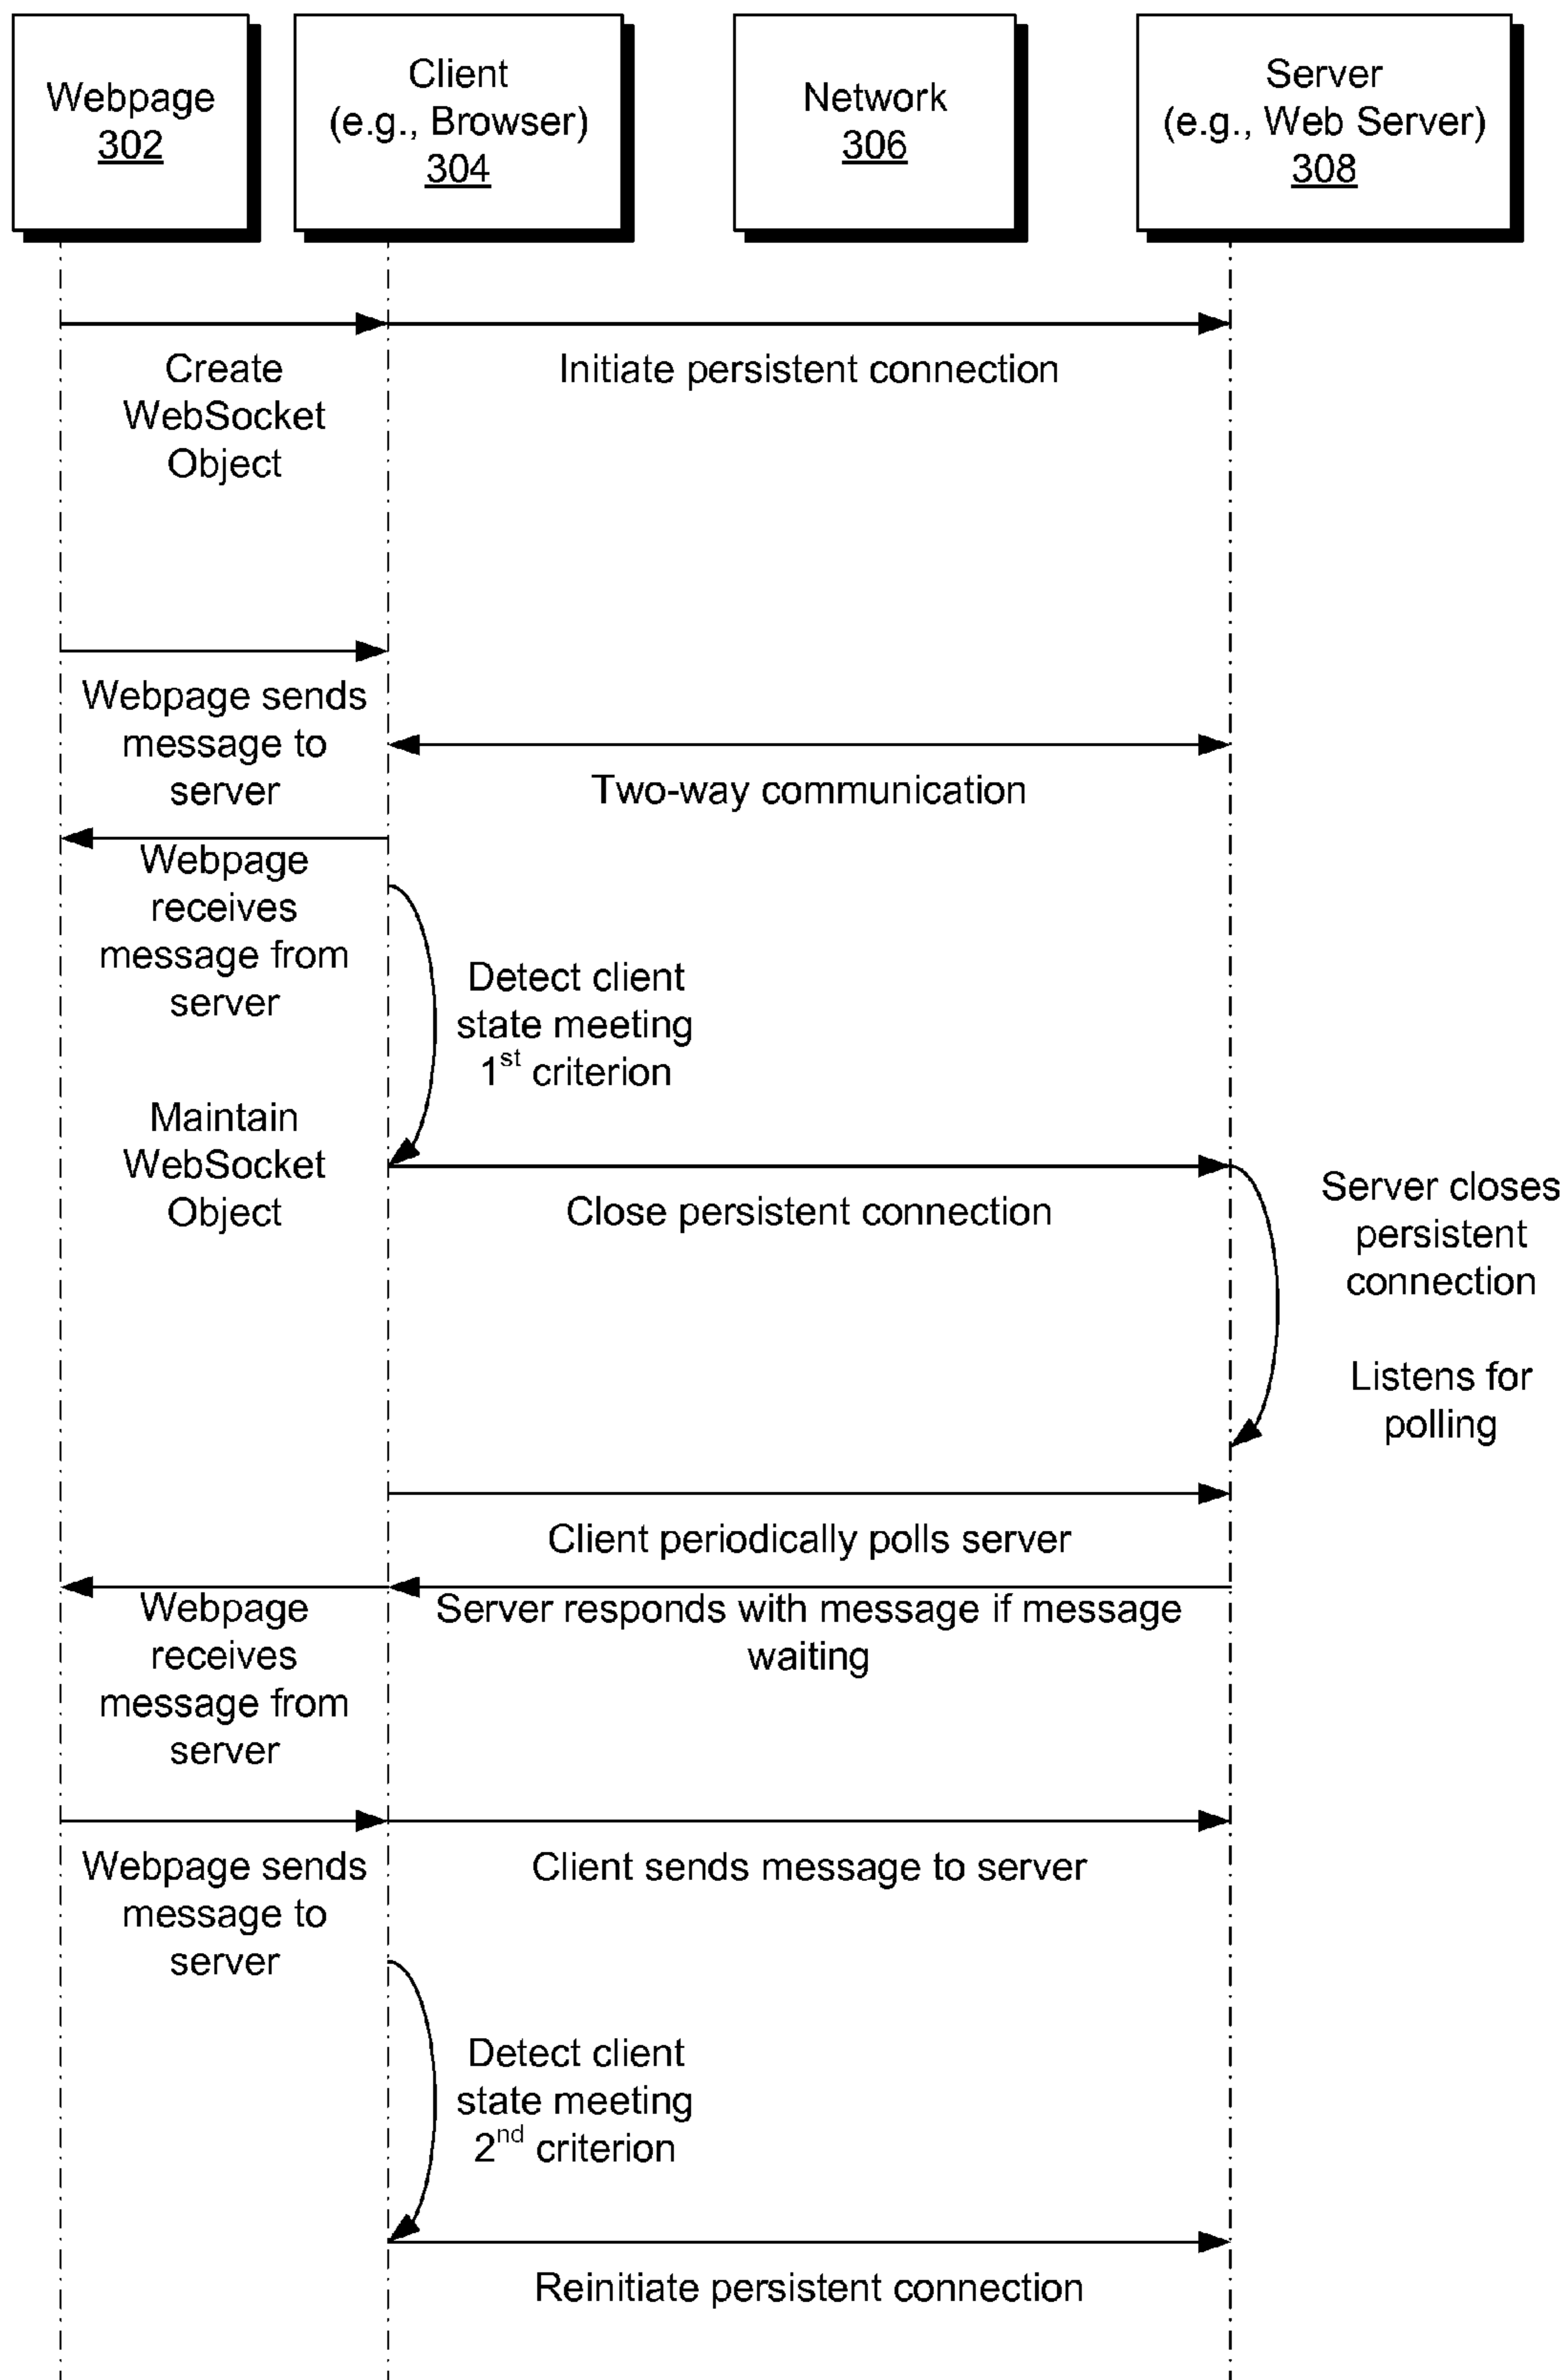 Webpage
302
Client
(e.g., Browser)
304
Network
306
Server
(e.g., Web Server)
308
Create
WebSocket
Object
Initiate persistent connection
Webpage sends
message to
server
Two-way communication
Webpage
receives
message from
server
Detect client
state meeting
1st criterion
Maintain
WebSocket
Object
Close persistent connection
Server closes
persistent
connection
Listens for
polling
Client periodically polls server
Webpage
receives
message from
server
Server responds with message if message
waiting
Webpage sends
message to
server
Client sends message to server
Detect client
state meeting
2nd criterion
Reinitiate persistent connection